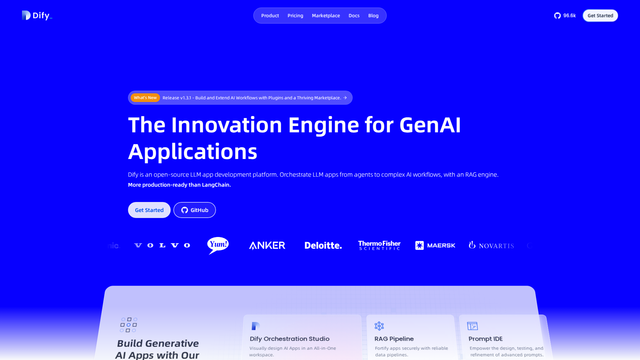 Dify.
Product Pricing Marketplace Docs Blog
98.6k
Get Started
What's New Release v1.3.1 - Build and Extend AI Workflows with Plugins and a Thriving Marketplace. →
The Innovation Engine for GenAI
Applications
Dify is an open-source LLM app development platform. Orchestrate LLM apps from agents to complex AI workflows, with an RAG engine.
More production-ready than LangChain.
Get Started GitHub
VOLVO Yum! ANKER Deloitte. ThermoFisher SCIENTIFIC MAERSK NOVARTIS
Build Generative
AI Apps with Our
Dify Orchestration Studio
Visually design AI Apps in an All-in-One
workspace.
RAG Pipeline
Fortify apps securely with reliable
data pipelines.
Prompt IDE
Empower the design, testing, and
refinement of advanced prompts.